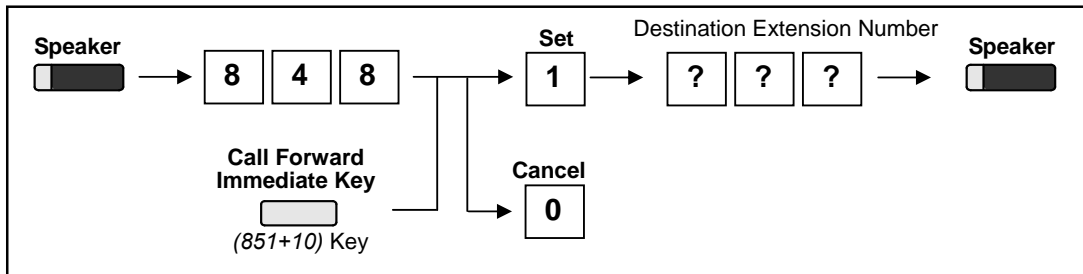 Speaker
8 4 8
Call Forward
Immediate Key
(851+10) Key
Set
1
Cancel
0
Destination Extension Number
? ? ?
Speaker